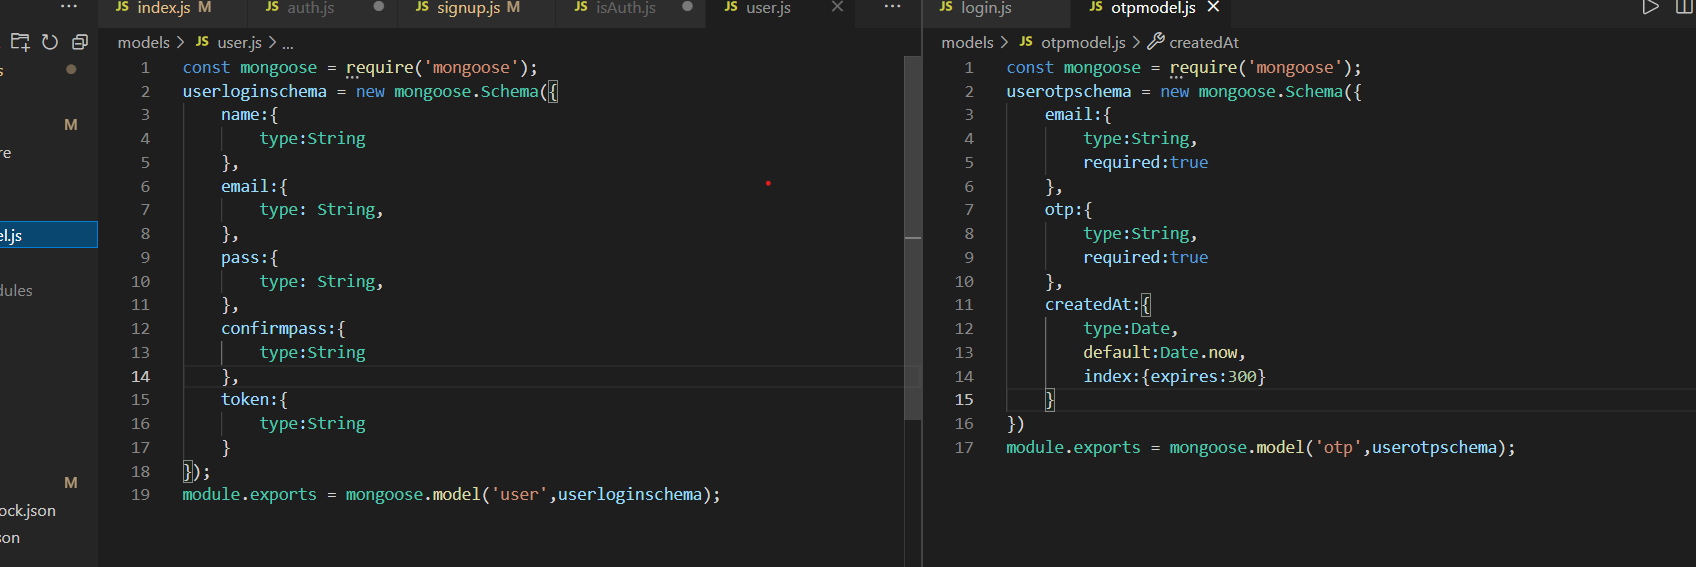 JS index.js M
auth.js
JS signup.js M
JS isAuth.js
JS user.js
JS login.js
JS otpmodel.js
s
M
re
el.js
dules
M
ock.json
son
models > JS user.js > ...
1 const mongoose = require('mongoose');
2 userloginschema = new mongoose.Schema({
3 name:{
4 type:String
5 },
6 email:{
7 type: String,
8 },
9 pass:{
10 type: String,
11 },
12 confirmpass:{
13 type:String
14 },
15 token:{
16 type:String
17 }
18 });
19 module.exports = mongoose.model('user',userloginschema);
models > JS otpmodel.js > createdAt
1 const mongoose = require('mongoose');
2 userotpschema = new mongoose.Schema({
3 email:{
4 type:String,
5 required:true
6 },
7 otp:{
8 type:String,
9 required:true
10 },
11 createdAt:{
12 type:Date,
13 default:Date.now,
14 index:{expires:300}
15 }
16 })
17 module.exports = mongoose.model('otp',userotpschema);